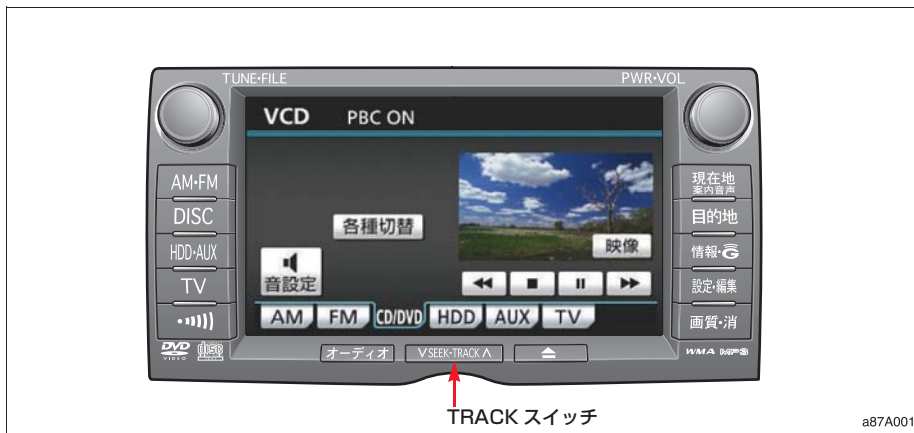 TUNE•FILE
PWR•VOL
VCD PBC ON
AM•FM
DISC
HDD•AUX
TV
•ı)))
各種切替
映像
音設定
AM FM CD/DVD HDD AUX TV
現在地
案内音声
目的地
情報•G
設定•編集
画質•消
DVD
VIDEO
disc
オーディオ
∨SEEK•TRACK∧
WMA MP3
TRACK スイッチ
a87A001